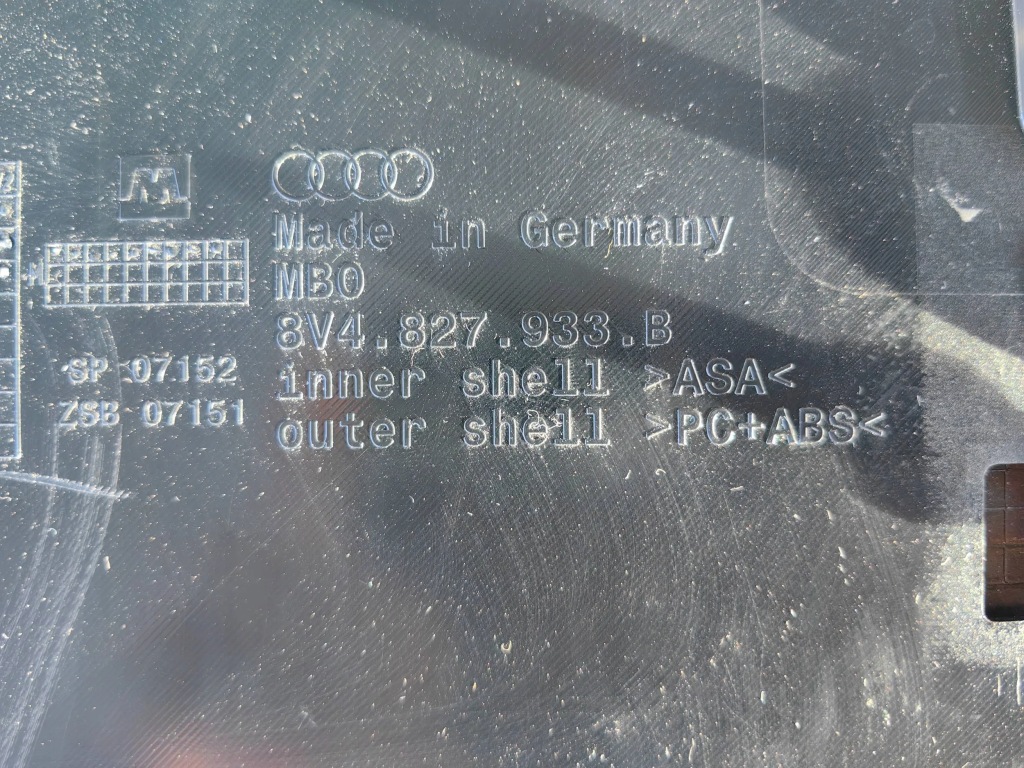 M
Made in Germany
MBO
8V4.827.933.B
SP 07152
inner shell >ASA<
ZSB 07151
outer shell >PC+ABS<